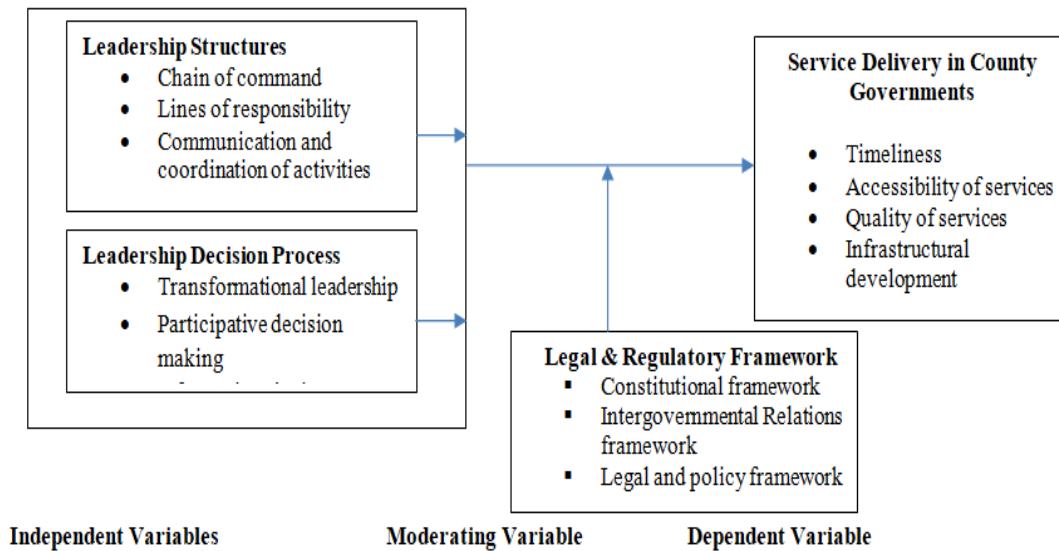 Leadership Structures
• Chain of command
• Lines of responsibility
• Communication and
coordination of activities
Leadership Decision Process
• Transformational leadership
• Participative decision
making
Service Delivery in County
Governments
• Timeliness
• Accessibility of services
• Quality of services
• Infrastructural
development
Legal & Regulatory Framework
▪ Constitutional framework
▪ Intergovernmental Relations
framework
▪ Legal and policy framework
Independent Variables
Moderating Variable
Dependent Variable